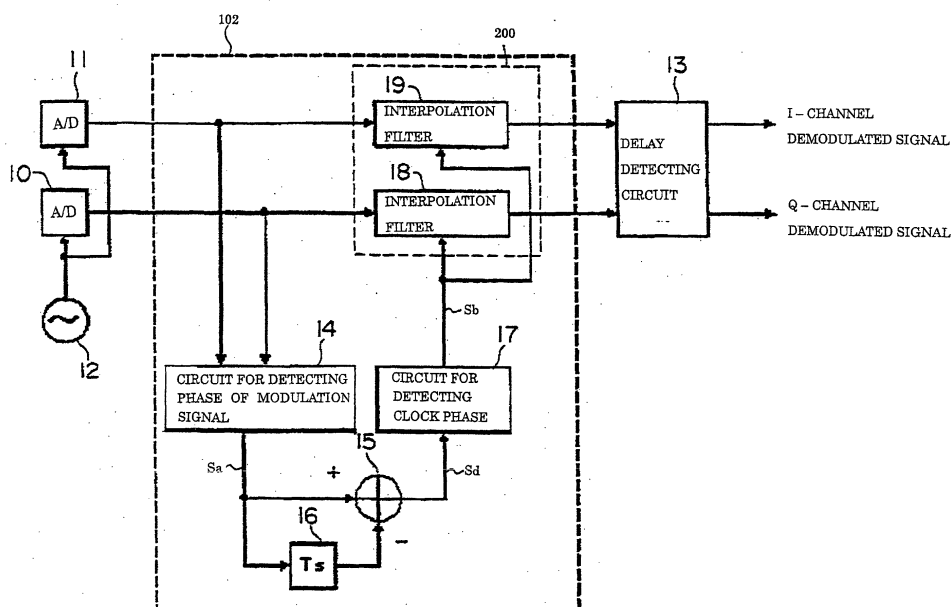 102
200
11
A/D
19
INTERPOLATION
FILTER
13
DELAY
DETECTING
CIRCUIT
...
I – CHANNEL
DEMODULATED SIGNAL
10
A/D
18
INTERPOLATION
FILTER
Q – CHANNEL
DEMODULATED SIGNAL
12
Sb
14
CIRCUIT FOR DETECTING
PHASE OF MODULATION
SIGNAL
17
CIRCUIT FOR
DETECTING
CLOCK PHASE
Sa
15
Sd
+
−
16
Ts